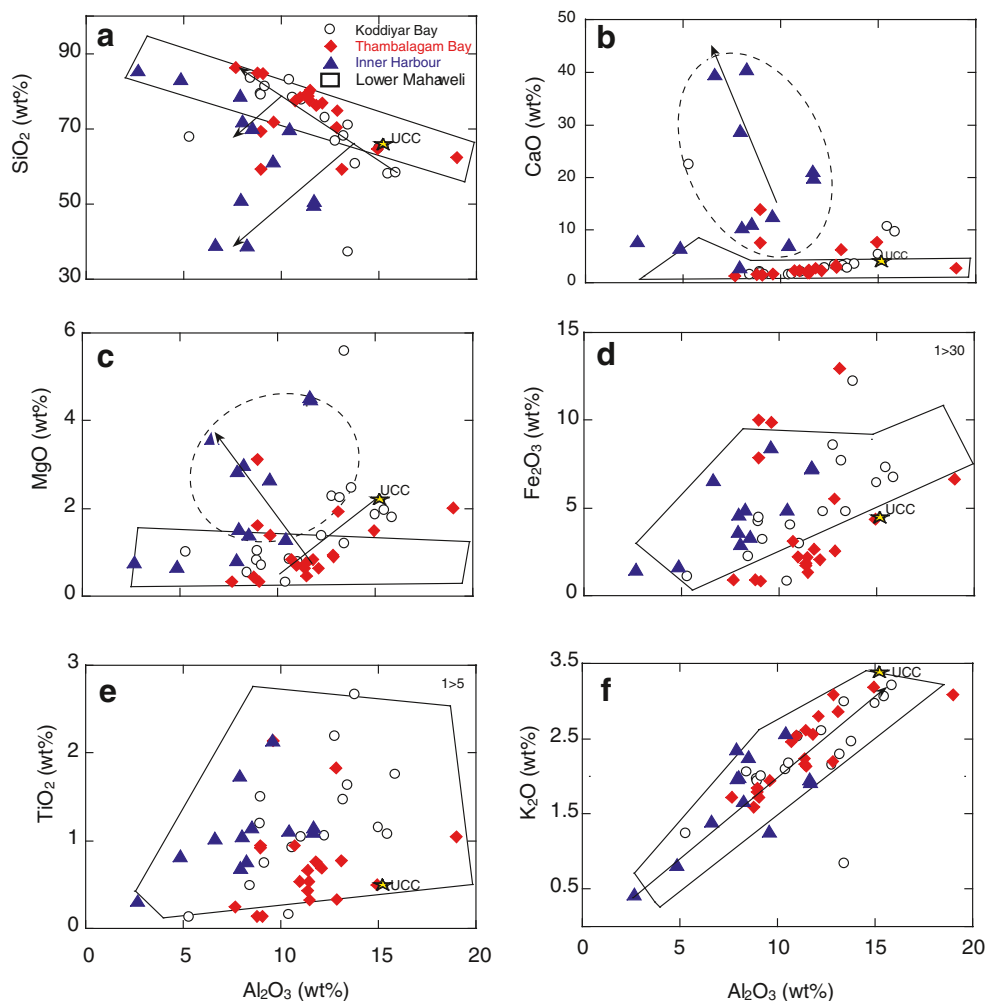 a
Koddiyar Bay
Thambalagam Bay
Inner Harbour
Lower Mahaweli
UCC
90
70
50
30
SiO2 (wt%)
b
UCC
50
40
30
20
10
0
CaO (wt%)
c
UCC
6
4
2
0
MgO (wt%)
d
1>30
UCC
15
10
5
0
Fe2O3 (wt%)
e
1>5
UCC
3
2
1
0
TiO2 (wt%)
0 5 10 15 20
Al2O3 (wt%)
f
UCC
3.5
2.5
1.5
0.5
K2O (wt%)
5 10 15 20
Al2O3 (wt%)